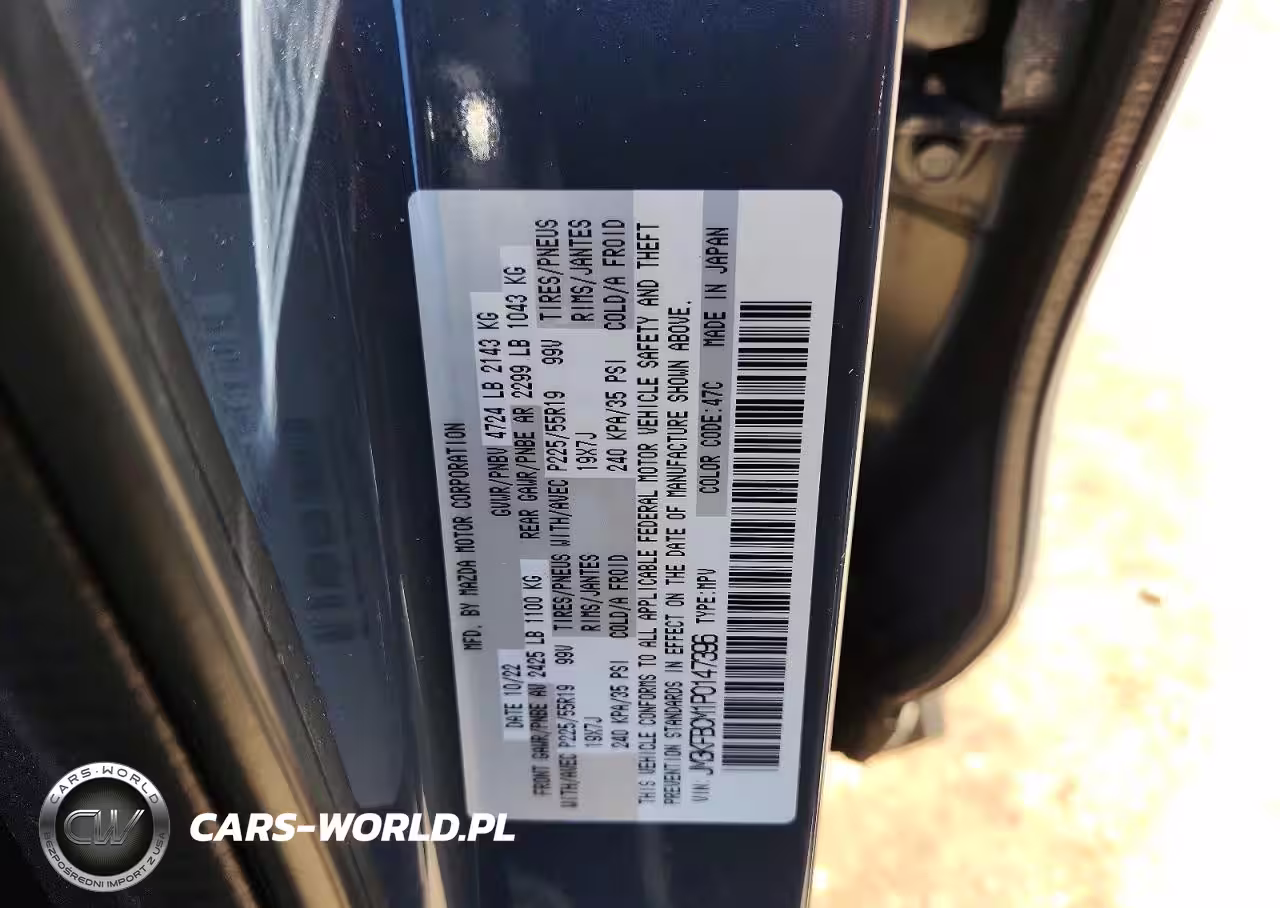 MFD. BY MAZDA MOTOR CORPORATION
DATE 10/22 GVWR/PNBV 4724 LB 2143 KG
FRONT GAWR/PNBE AV 2425 LB 1100 KG REAR GAWR/PNBE AR 2299 LB 1043 KG
WITH/AVEC P225/55R19 99V TIRES/PNEUS WITH/AVEC P225/55R19 99V TIRES/PNEUS
19X7J RIMS/JANTES 19X7J RIMS/JANTES
240 KPA/35 PSI COLD/A FROID 240 KPA/35 PSI COLD/A FROID
THIS VEHICLE CONFORMS TO ALL APPLICABLE FEDERAL MOTOR VEHICLE SAFETY AND THEFT
PREVENTION STANDARDS IN EFFECT ON THE DATE OF MANUFACTURE SHOWN ABOVE.
VIN: JM3KFBCM1P0147396 TYPE:MPV COLOR CODE:47C MADE IN JAPAN
CARS-WORLD
CW
BEZPOŚREDNI IMPORT Z USA
CARS-WORLD.PL